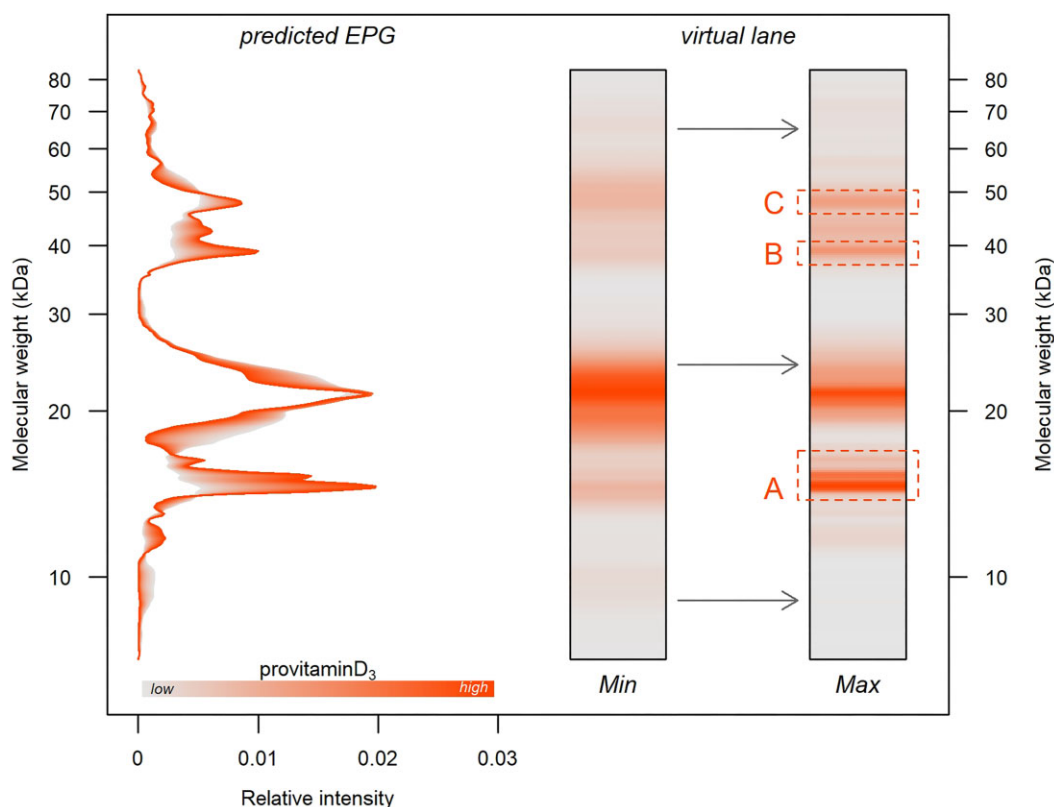 predicted EPG
virtual lane
80
70
60
50
40
30
20
10
Molecular weight (kDa)
C
B
A
80
70
60
50
40
30
20
10
Molecular weight (kDa)
provitaminD₃
low
high
Min
Max
0
0.01
0.02
0.03
Relative intensity